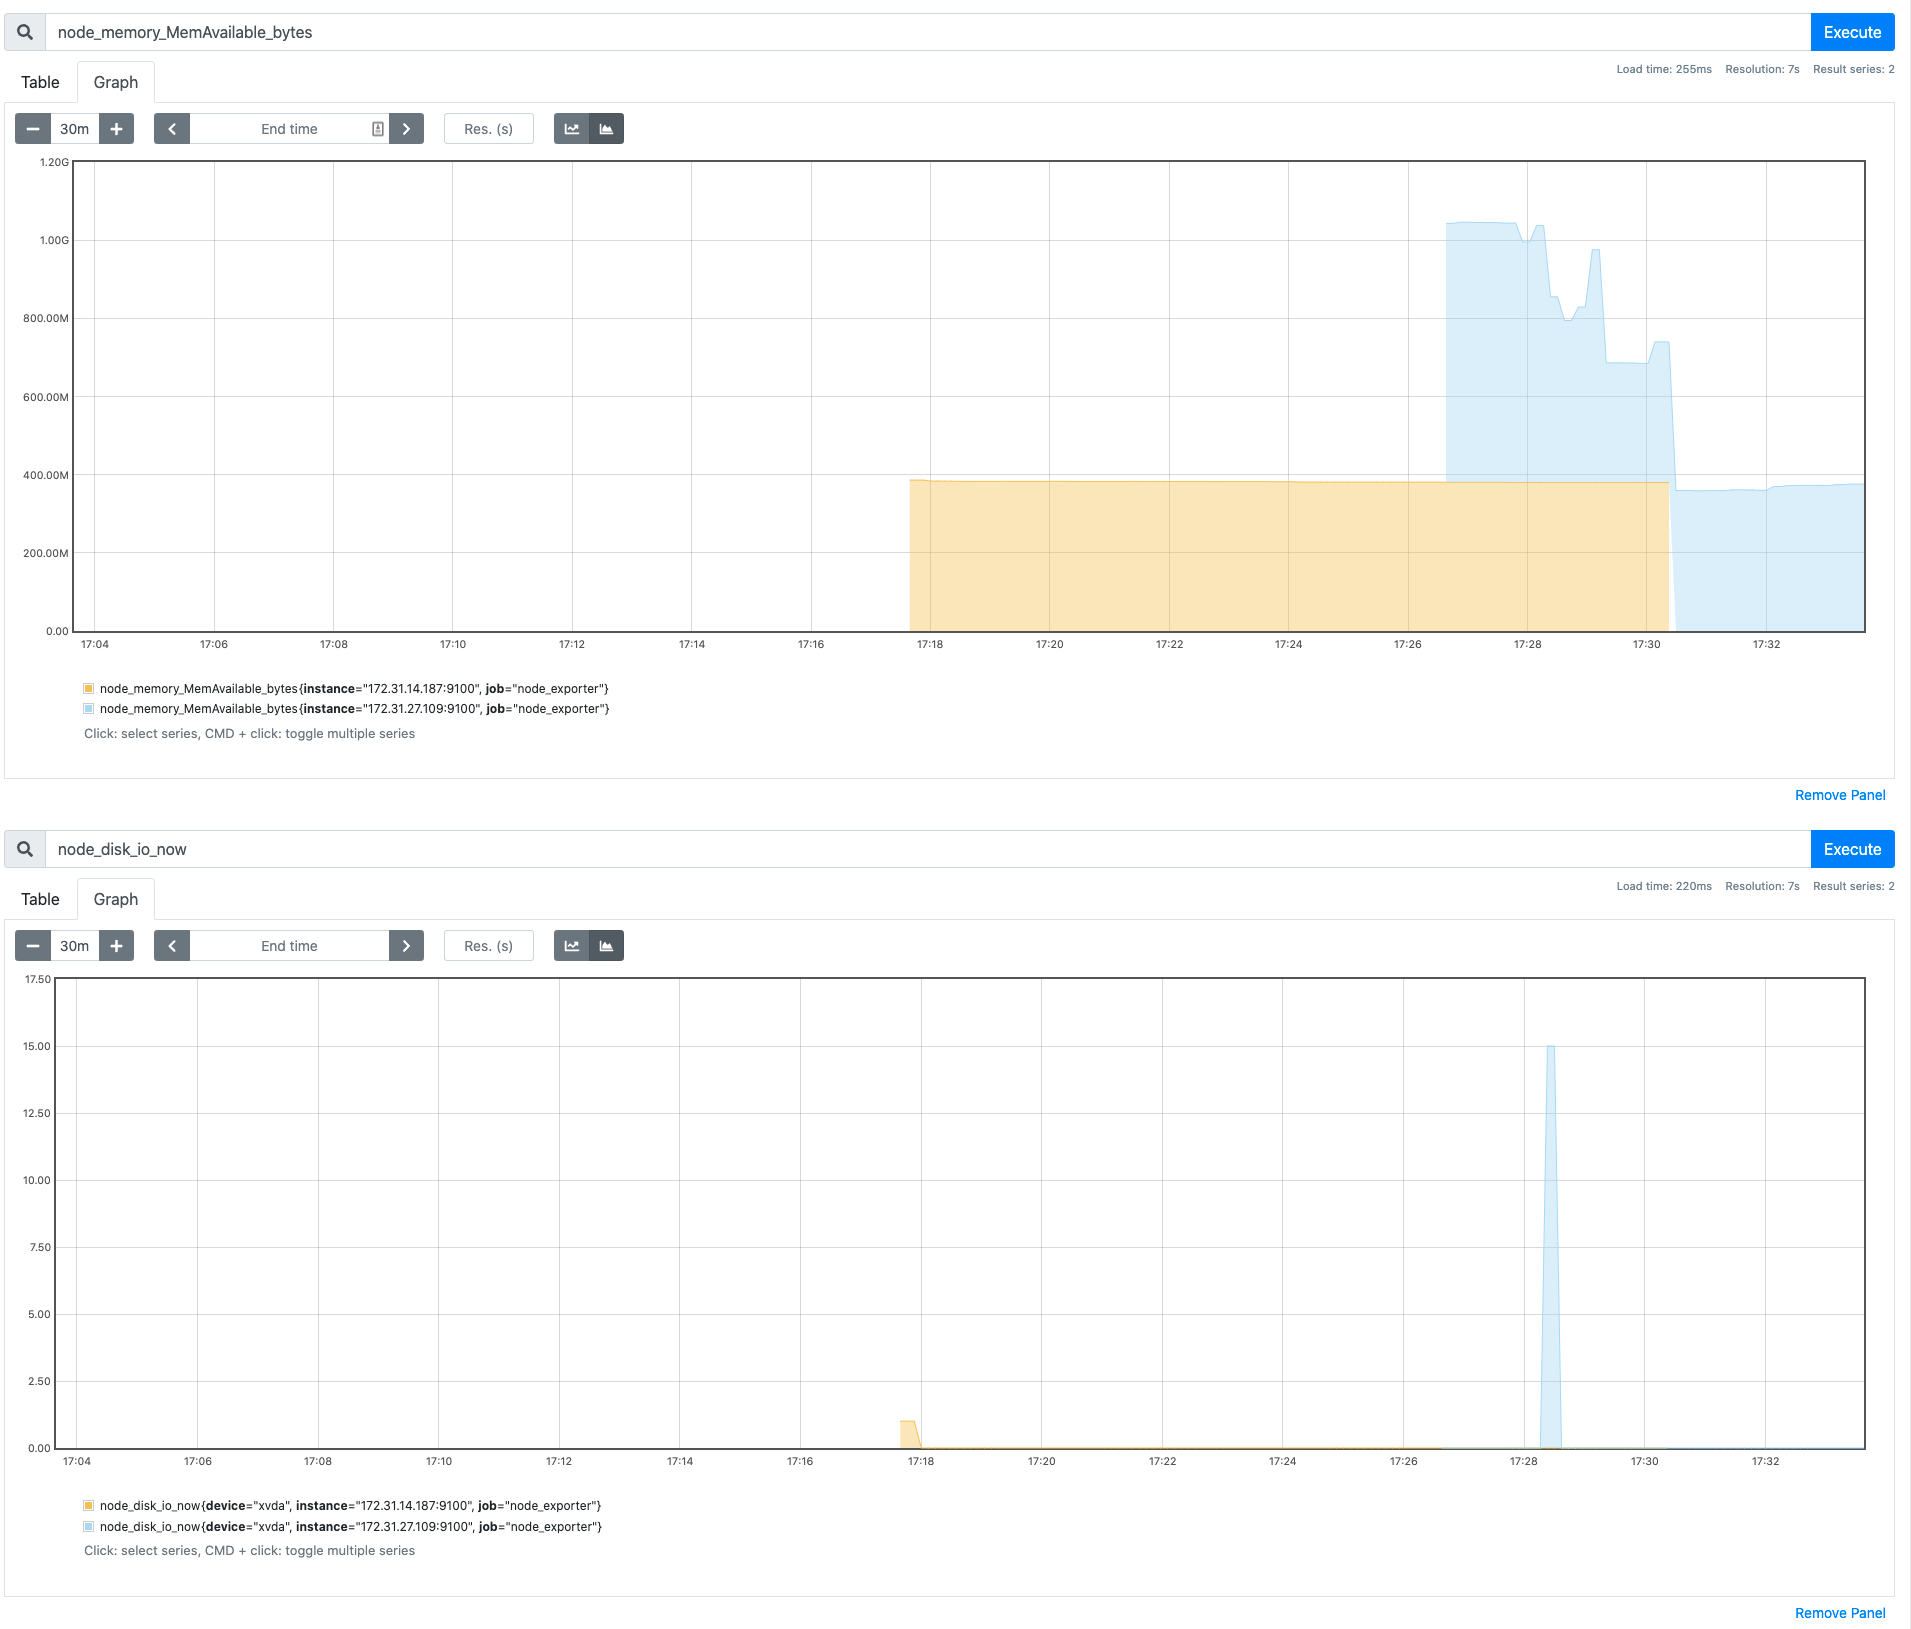 node_memory_MemAvailable_bytes
Execute
Table
Graph
Load time: 255ms Resolution: 7s Result series: 2
30m
End time
Res. (s)
1.20G
1.00G
800.00M
600.00M
400.00M
200.00M
0.00
17:04 17:06 17:08 17:10 17:12 17:14 17:16 17:18 17:20 17:22 17:24 17:26 17:28 17:30 17:32
node_memory_MemAvailable_bytes{instance="172.31.14.187:9100", job="node_exporter"}
node_memory_MemAvailable_bytes{instance="172.31.27.109:9100", job="node_exporter"}
Click: select series, CMD + click: toggle multiple series
Remove Panel
node_disk_io_now
Execute
Table
Graph
Load time: 220ms Resolution: 7s Result series: 2
30m
End time
Res. (s)
17.50
15.00
12.50
10.00
7.50
5.00
2.50
0.00
17:04 17:06 17:08 17:10 17:12 17:14 17:16 17:18 17:20 17:22 17:24 17:26 17:28 17:30 17:32
node_disk_io_now{device="xvda", instance="172.31.14.187:9100", job="node_exporter"}
node_disk_io_now{device="xvda", instance="172.31.27.109:9100", job="node_exporter"}
Click: select series, CMD + click: toggle multiple series
Remove Panel